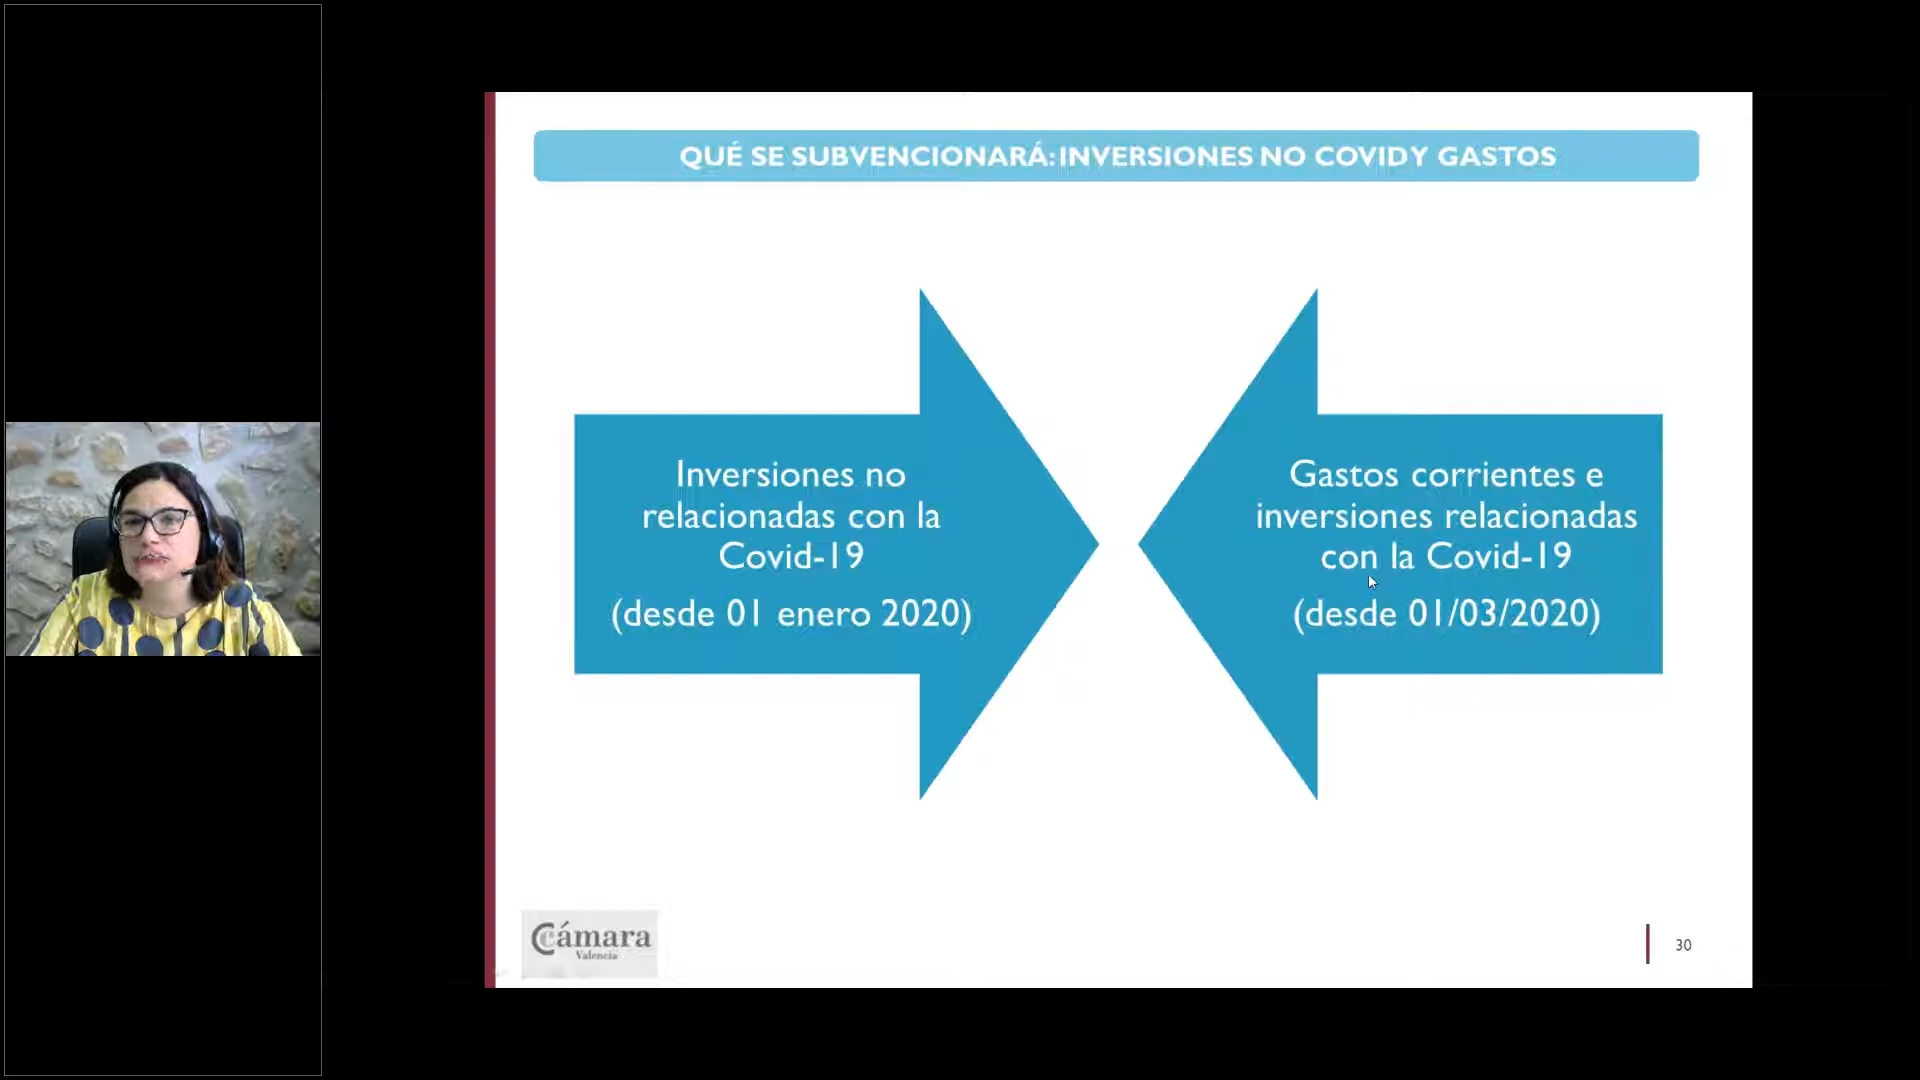 QUÉ SE SUBVENCIONARÁ: INVERSIONES NO COVID Y GASTOS
Inversiones no
relacionadas con la
Covid-19
(desde 01 enero 2020)
Gastos corrientes e
inversiones relacionadas
con la Covid-19
(desde 01/03/2020)
Cámara
Valencia
30